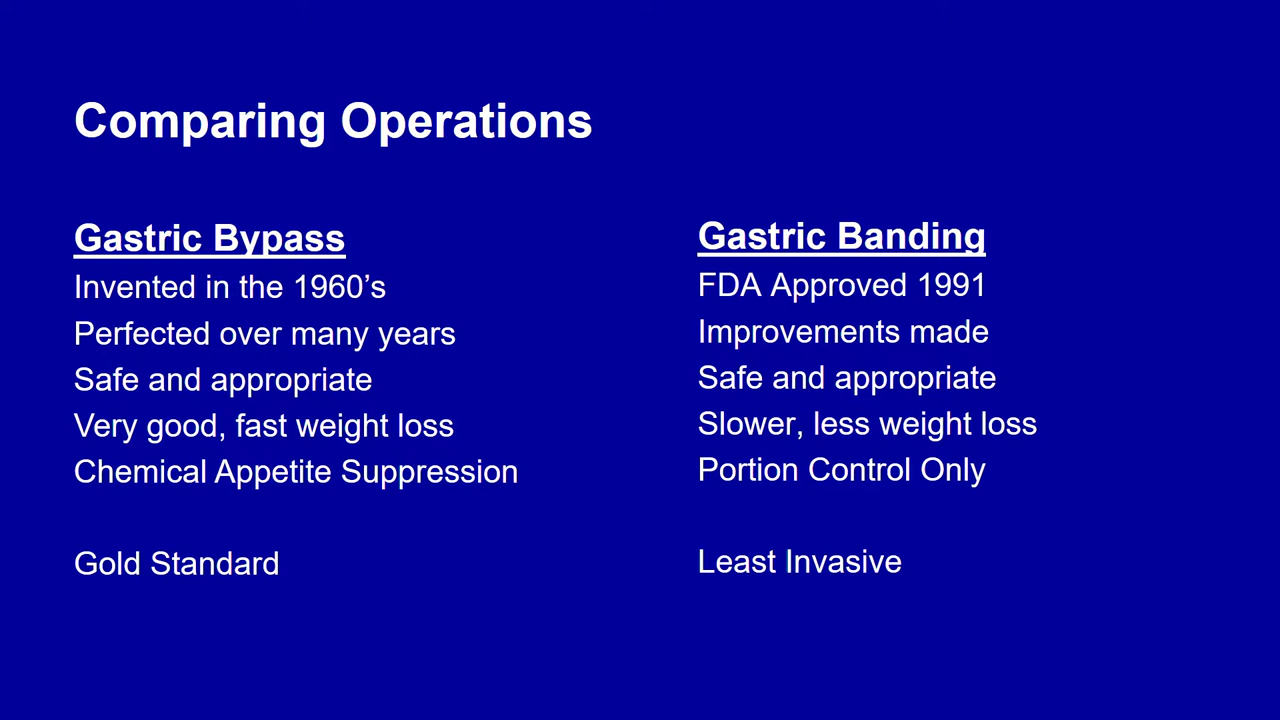 Comparing Operations
Gastric Bypass
Invented in the 1960’s
Perfected over many years
Safe and appropriate
Very good, fast weight loss
Chemical Appetite Suppression
Gold Standard
Gastric Banding
FDA Approved 1991
Improvements made
Safe and appropriate
Slower, less weight loss
Portion Control Only
Least Invasive